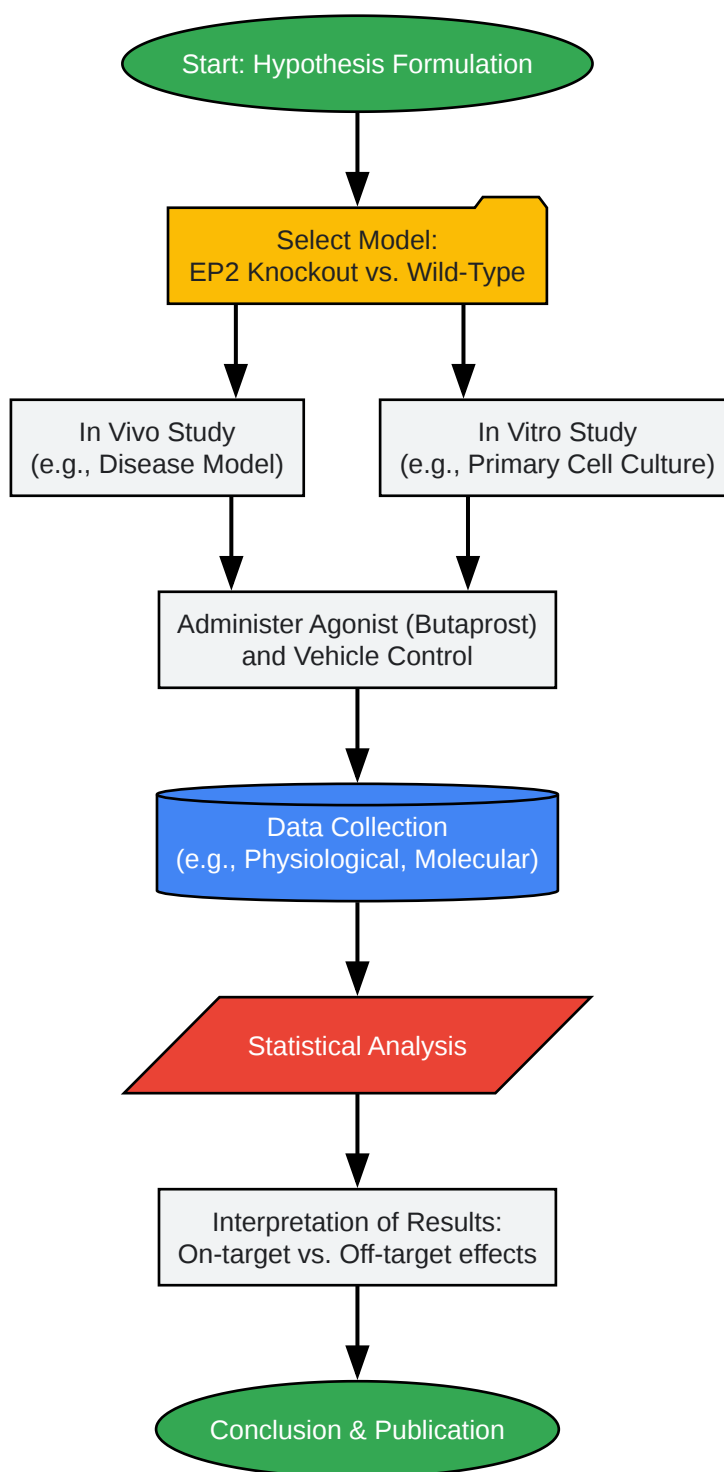 Start: Hypothesis Formulation
Select Model:
EP2 Knockout vs. Wild-Type
In Vivo Study
(e.g., Disease Model)
In Vitro Study
(e.g., Primary Cell Culture)
Administer Agonist (Butaprost)
and Vehicle Control
Data Collection
(e.g., Physiological, Molecular)
Statistical Analysis
Interpretation of Results:
On-target vs. Off-target effects
Conclusion & Publication